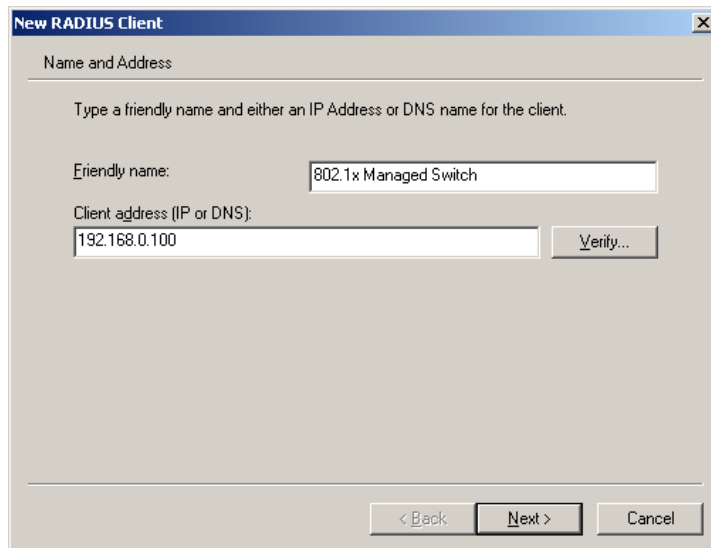 New RADIUS Client
Name and Address
Type a friendly name and either an IP Address or DNS name for the client.
Friendly name:
802.1x Managed Switch
Client address (IP or DNS):
192.168.0.100
Verify...
< Back
Next >
Cancel